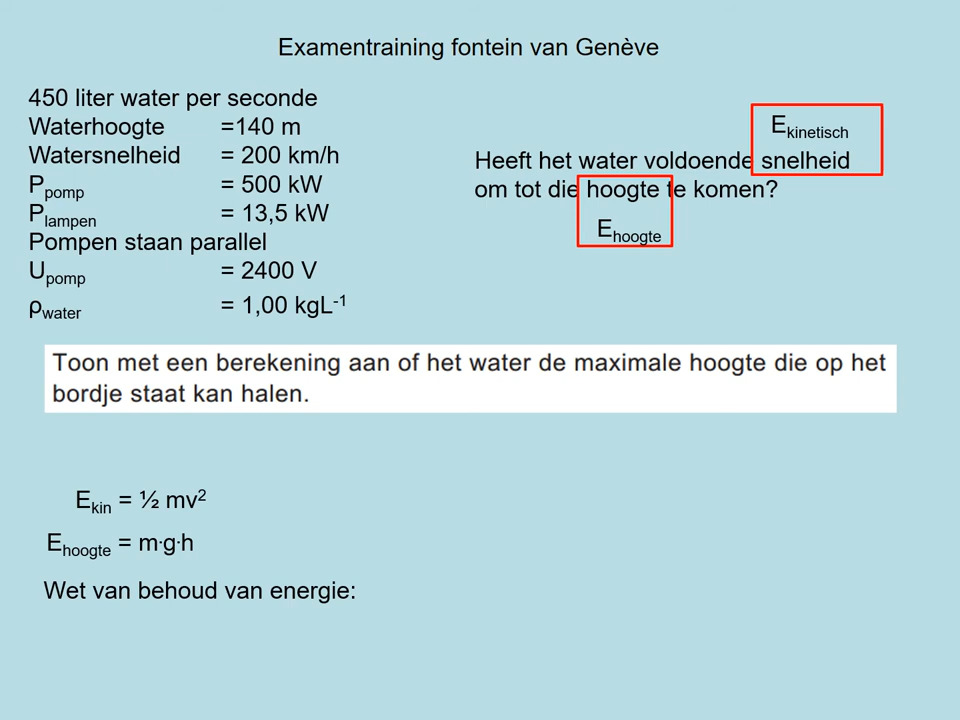 Examentraining fontein van Genève
450 liter water per seconde
Waterhoogte =140 m
Watersnelheid = 200 km/h
Ppomp = 500 kW
Plampen = 13,5 kW
Pompen staan parallel
Upomp = 2400 V
ρwater = 1,00 kgL-1
Ekinetisch
Heeft het water voldoende snelheid
om tot die hoogte te komen?
Ehoogte
Toon met een berekening aan of het water de maximale hoogte die op het
bordje staat kan halen.
Ekin = ½ mv2
Ehoogte = m·g·h
Wet van behoud van energie: